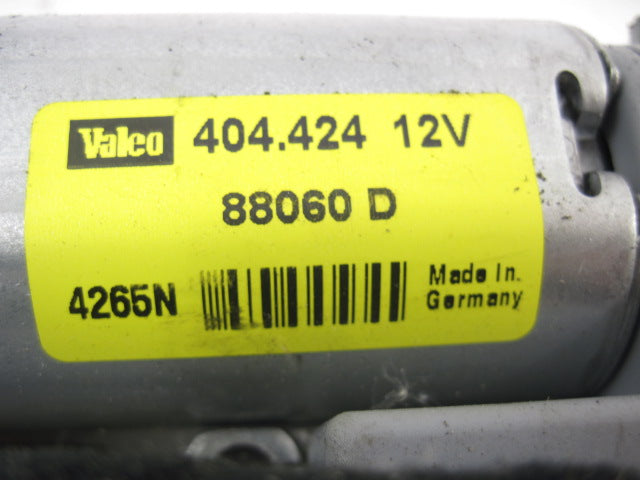 Valeo 404.424 12V
88060 D
4265N Made In.
Germany